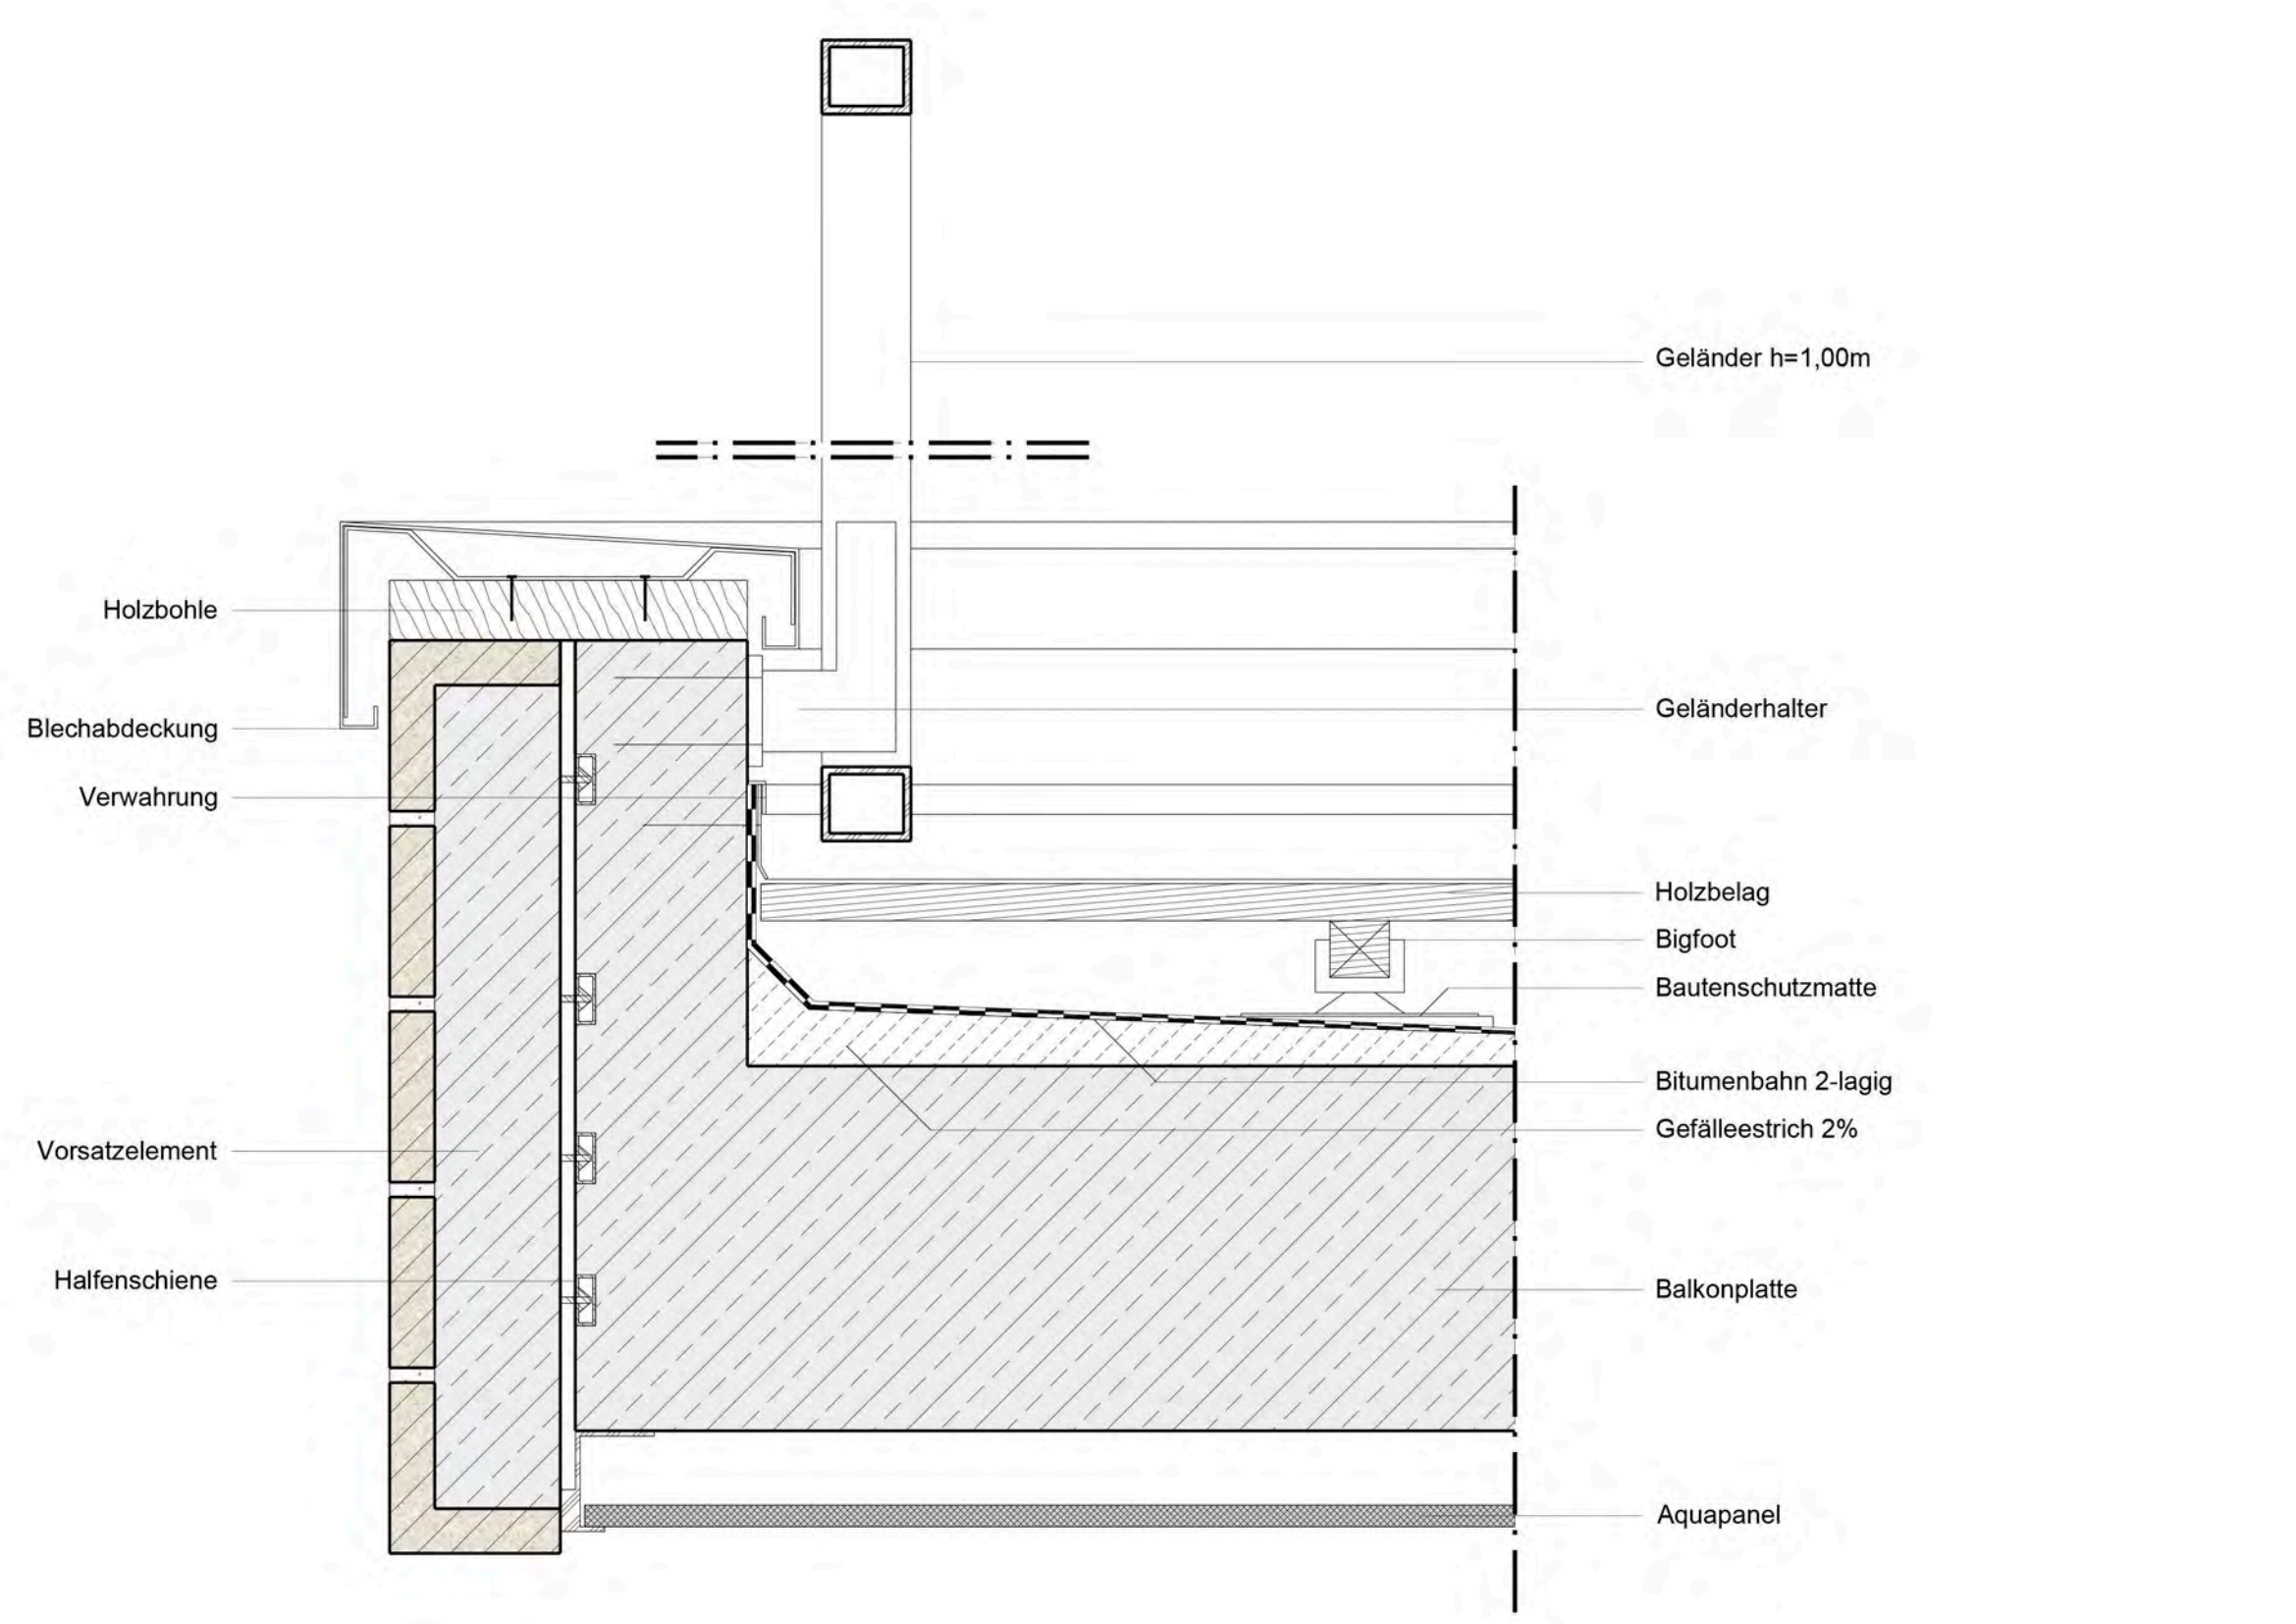 Geländer h=1,00m
Holzbohle
Geländerhalter
Blechabdeckung
Verwahrung
Holzbelag
Bigfoot
Bautenschutzmatte
Bitumenbahn 2-lagig
Gefälleestrich 2%
Vorsatzelement
Halfenschiene
Balkonplatte
Aquapanel